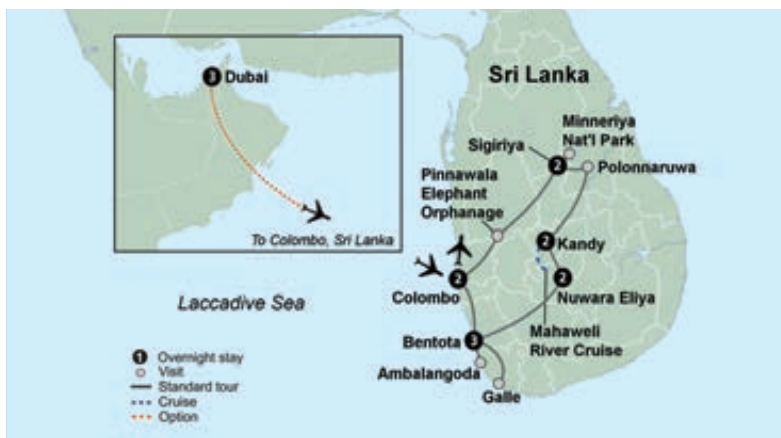 3 Dubai
To Colombo, Sri Lanka
Sri Lanka
Minneriya
Nat'l Park
Sigiriya
2
Polonnaruwa
Pinnawala
Elephant
Orphanage
2
Kandy
2
Colombo
2
Nuwara Eliya
Laccadive Sea
Mahaweli
River Cruise
Bentota 3
Ambalangoda
Galle
1 Overnight stay
Visit
Standard tour
Cruise
Option